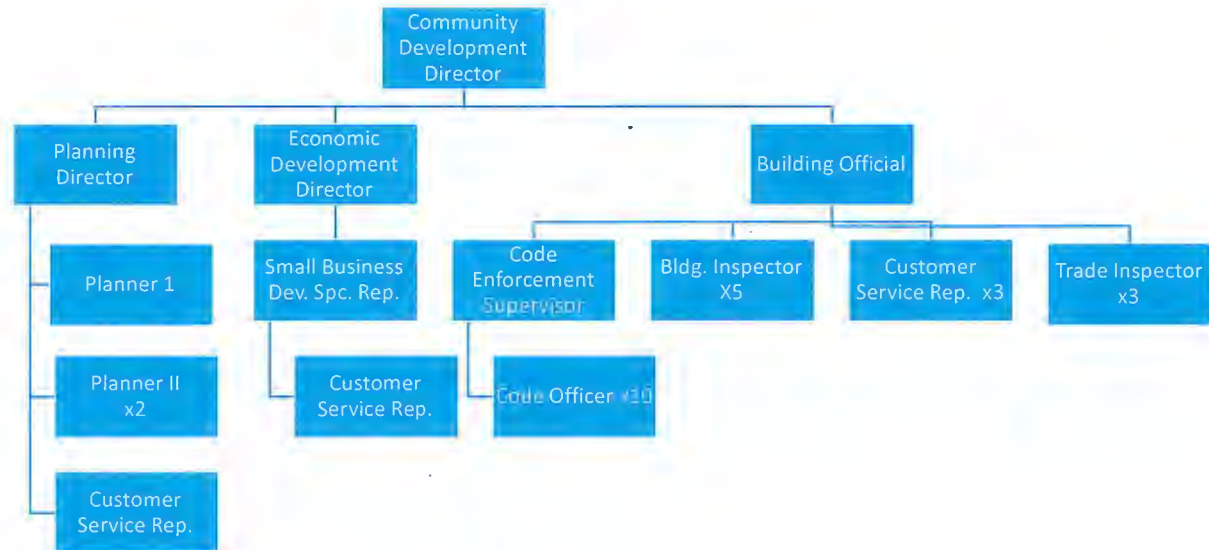 Community
Development
Director
Planning
Director
Economic
Development
Director
Building Official
Planner 1
Small Business
Dev. Spc. Rep.
Code
Enforcement
Supervisor
Bldg. Inspector
X5
Customer
Service Rep. x3
Trade Inspector
x3
Planner II
x2
Customer
Service Rep.
Code Officer x10
Customer
Service Rep.